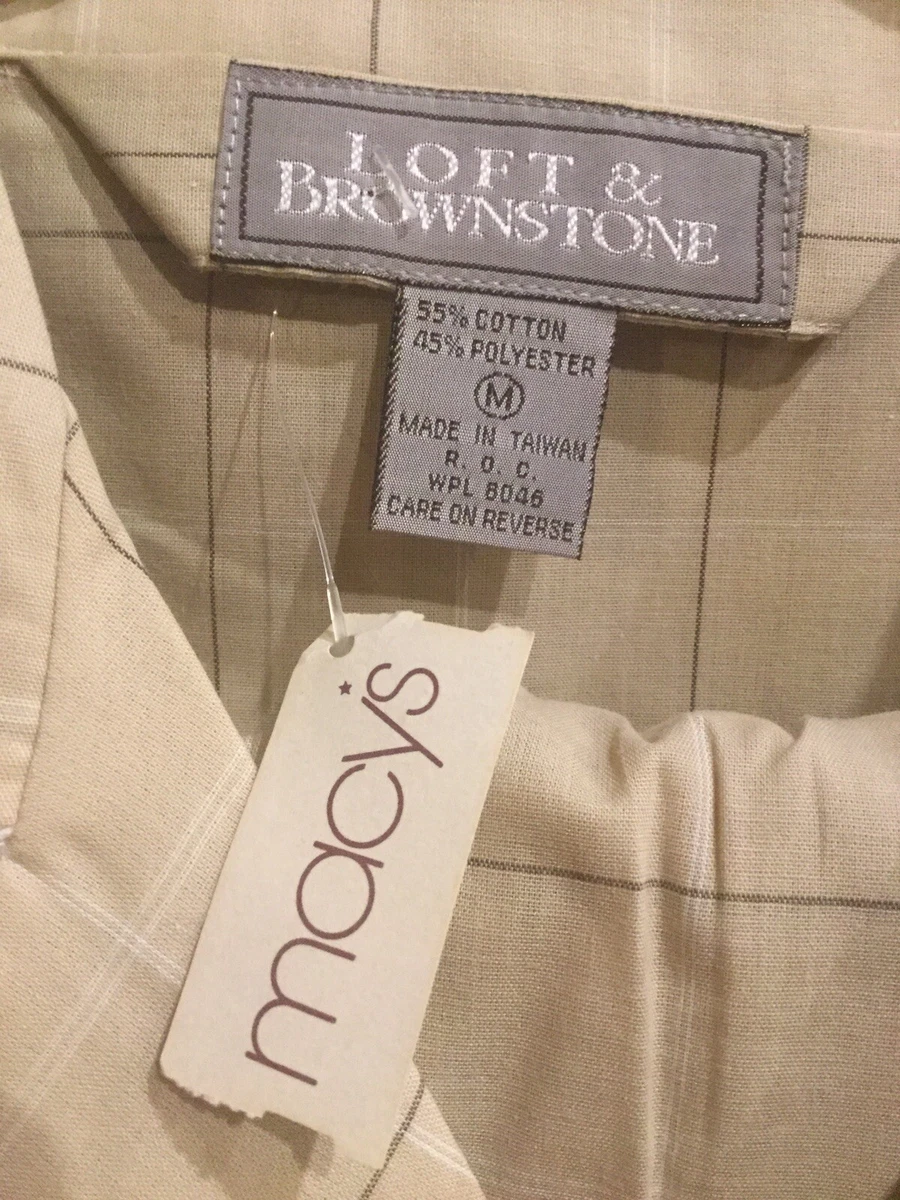 LOFT &
BROWNSTONE
55% COTTON
45% POLYESTER
M
MADE IN TAIWAN
R. O. C.
WPL 8046
CARE ON REVERSE
macy's